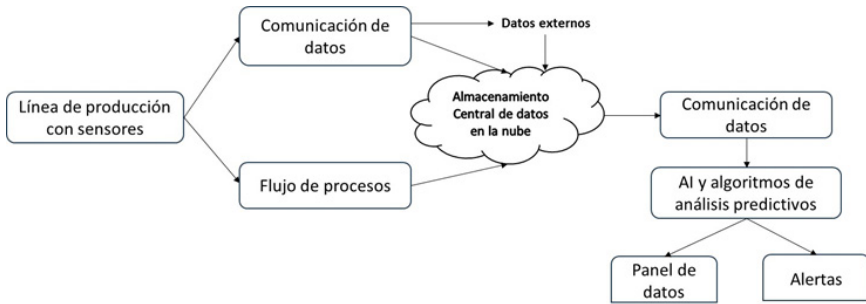 Comunicación de
datos
Datos externos
Línea de producción
con sensores
Almacenamiento
Central de datos
en la nube
Comunicación de
datos
Flujo de procesos
AI y algoritmos de
análisis predictivos
Panel de
datos
Alertas